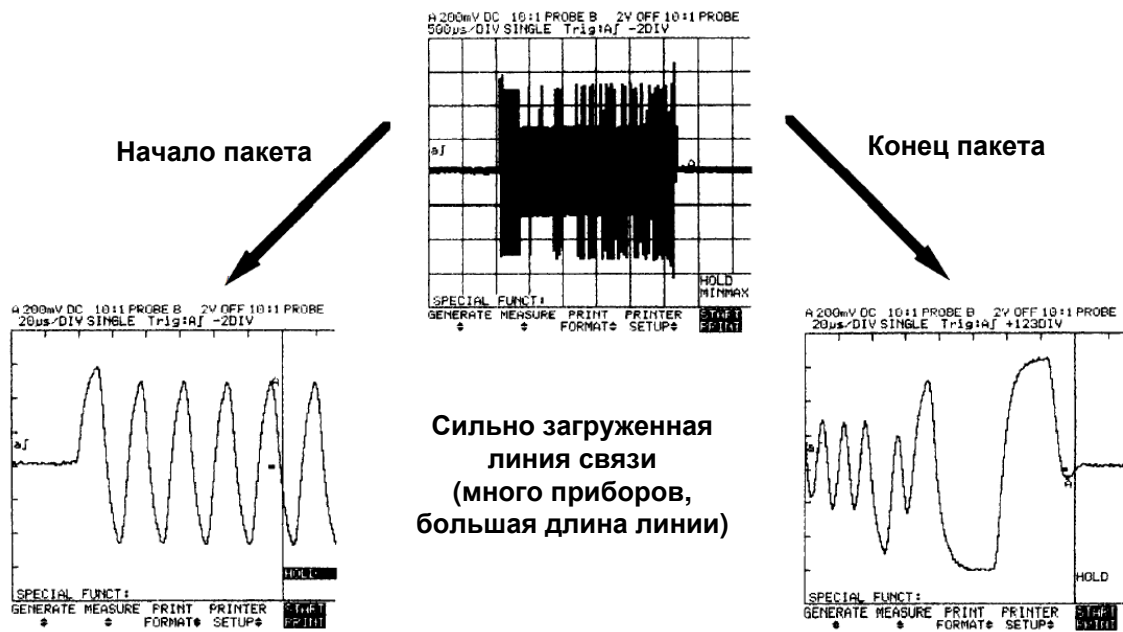 A 200mV DC 10:1 PROBE B 2V OFF 10:1 PROBE
500µs/DIV SINGLE Trig:A∫ -2DIV
a∫
A
HOLD
MINMAX
SPECIAL FUNCT:
GENERATE MEASURE PRINT PRINTER START
FORMAT SETUP PRINT
Начало пакета
Конец пакета
A 200mV DC 10:1 PROBE B 2V OFF 10:1 PROBE
20µs/DIV SINGLE Trig:A∫ -2DIV
a∫
A
HOLD
SPECIAL FUNCT:
GENERATE MEASURE PRINT PRINTER START
FORMAT SETUP PRINT
Сильно загруженная
линия связи
(много приборов,
большая длина линии)
A 200mV DC 10:1 PROBE B 2V OFF 10:1 PROBE
20µs/DIV SINGLE Trig:A∫ +123DIV
a
A
HOLD
SPECIAL FUNCT:
GENERATE MEASURE PRINT PRINTER START
FORMAT SETUP PRINT